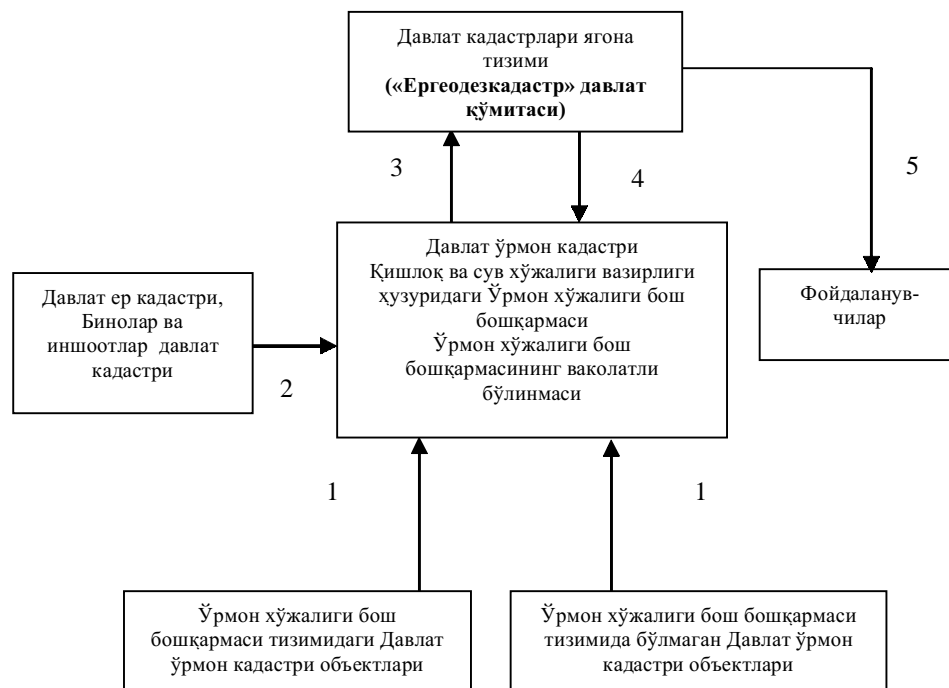 Давлат кадастрлари ягона
тизими
(«Ергеодезкадастр» давлат
қўмитаси)
3
4
5
Давлат ўрмон кадастри
Қишлоқ ва сув хўжалиги вазирлиги
ҳузуридаги Ўрмон хўжалиги бош
бошқармаси
Ўрмон хўжалиги бош
бошқармасининг ваколатли
бўлинмаси
Давлат ер кадастри,
Бинолар ва
иншоотлар давлат
кадастри
2
Фойдаланув-
чилар
1
1
Ўрмон хўжалиги бош
бошқармаси тизимидаги Давлат
ўрмон кадастри объектлари
Ўрмон хўжалиги бош бошқармаси
тизимида бўлмаган Давлат ўрмон
кадастри объектлари